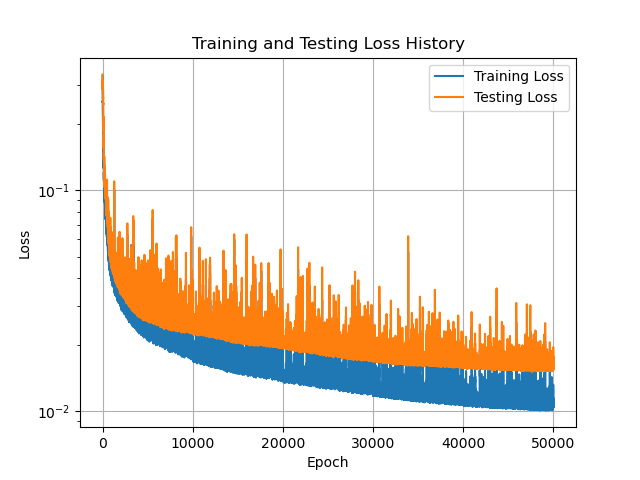 Training and Testing Loss History
Training Loss
Testing Loss
Loss
10⁻¹
10⁻²
0 10000 20000 30000 40000 50000
Epoch